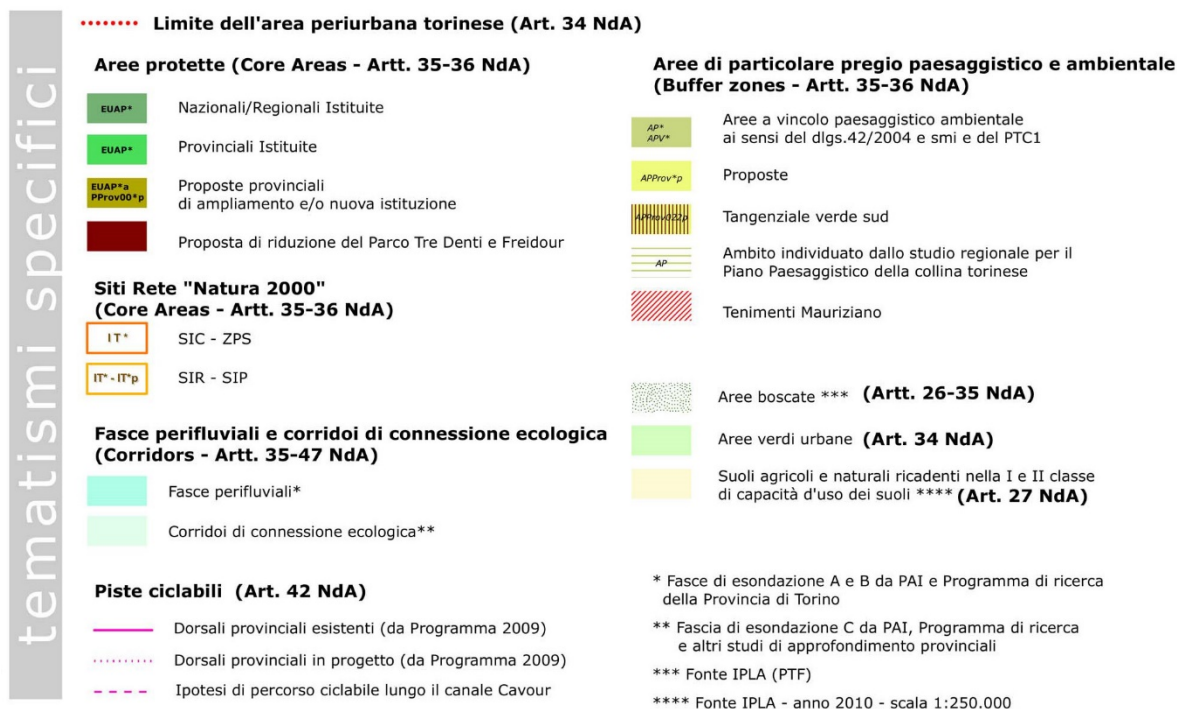 tematismi specifici
Limite dell'area periurbana torinese (Art. 34 NdA)
Aree protette (Core Areas - Artt. 35-36 NdA)
EUAP*
Nazionali/Regionali Istituite
EUAP*
Provinciali Istituite
EUAP*a
PProv00*p
Proposte provinciali
di ampliamento e/o nuova istituzione
Proposta di riduzione del Parco Tre Denti e Freidour
Siti Rete "Natura 2000"
(Core Areas - Artt. 35-36 NdA)
IT*
SIC - ZPS
IT* - IT*p
SIR - SIP
Fasce perifluviali e corridoi di connessione ecologica
(Corridors - Artt. 35-47 NdA)
Fasce perifluviali*
Corridoi di connessione ecologica**
Piste ciclabili (Art. 42 NdA)
Dorsali provinciali esistenti (da Programma 2009)
Dorsali provinciali in progetto (da Programma 2009)
Ipotesi di percorso ciclabile lungo il canale Cavour
Aree di particolare pregio paesaggistico e ambientale
(Buffer zones - Artt. 35-36 NdA)
AP*
APV*
Aree a vincolo paesaggistico ambientale
ai sensi del dlgs.42/2004 e smi e del PTC1
APProv*p
Proposte
APProv022p
Tangenziale verde sud
AP
Ambito individuato dallo studio regionale per il
Piano Paesaggistico della collina torinese
Tenimenti Mauriziano
Aree boscate *** (Artt. 26-35 NdA)
Aree verdi urbane (Art. 34 NdA)
Suoli agricoli e naturali ricadenti nella I e II classe
di capacità d'uso dei suoli **** (Art. 27 NdA)
* Fasce di esondazione A e B da PAI e Programma di ricerca
della Provincia di Torino
** Fascia di esondazione C da PAI, Programma di ricerca
e altri studi di approfondimento provinciali
*** Fonte IPLA (PTF)
**** Fonte IPLA - anno 2010 - scala 1:250.000